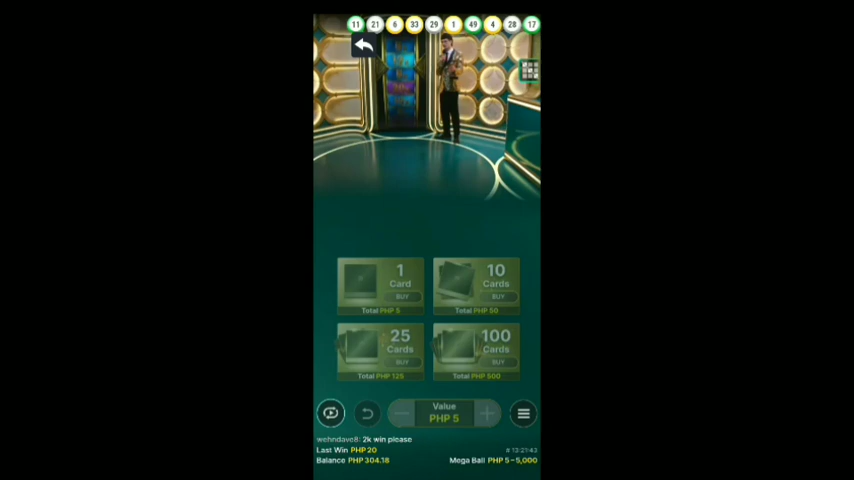 11 21 6 33 29 1 49 4 28 17
1
Card
BUY
Total PHP 5
10
Cards
BUY
Total PHP 50
25
Cards
BUY
Total PHP 125
100
Cards
BUY
Total PHP 500
Value
PHP 5
wehndave8: 2k win please
Last Win PHP 20
# 13:21:43
Balance PHP 304.18
Mega Ball PHP 5–5,000